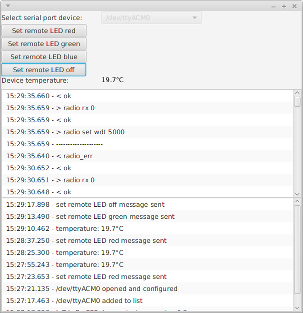 Select serial port device: /dev/ttyACM0
Set remote LED red
Set remote LED green
Set remote LED blue
Set remote LED off
Device temperature: 19.7°C
15:29:35.660 - < ok
15:29:35.659 - > radio rx 0
15:29:35.659 - < ok
15:29:35.659 - > radio set wdt 5000
15:29:35.659 - --------------------
15:29:35.640 - < radio_err
15:29:30.652 - < ok
15:29:30.651 - > radio rx 0
15:29:30.648 - < ok
15:29:17.898 - set remote LED off message sent
15:29:13.490 - set remote LED green message sent
15:29:10.462 - temperature: 19.7°C
15:28:37.250 - set remote LED red message sent
15:28:25.300 - temperature: 19.7°C
15:27:55.243 - temperature: 19.7°C
15:27:23.653 - set remote LED red message sent
15:27:21.135 - /dev/ttyACM0 opened and configured
15:27:17.463 - /dev/ttyACM0 added to list